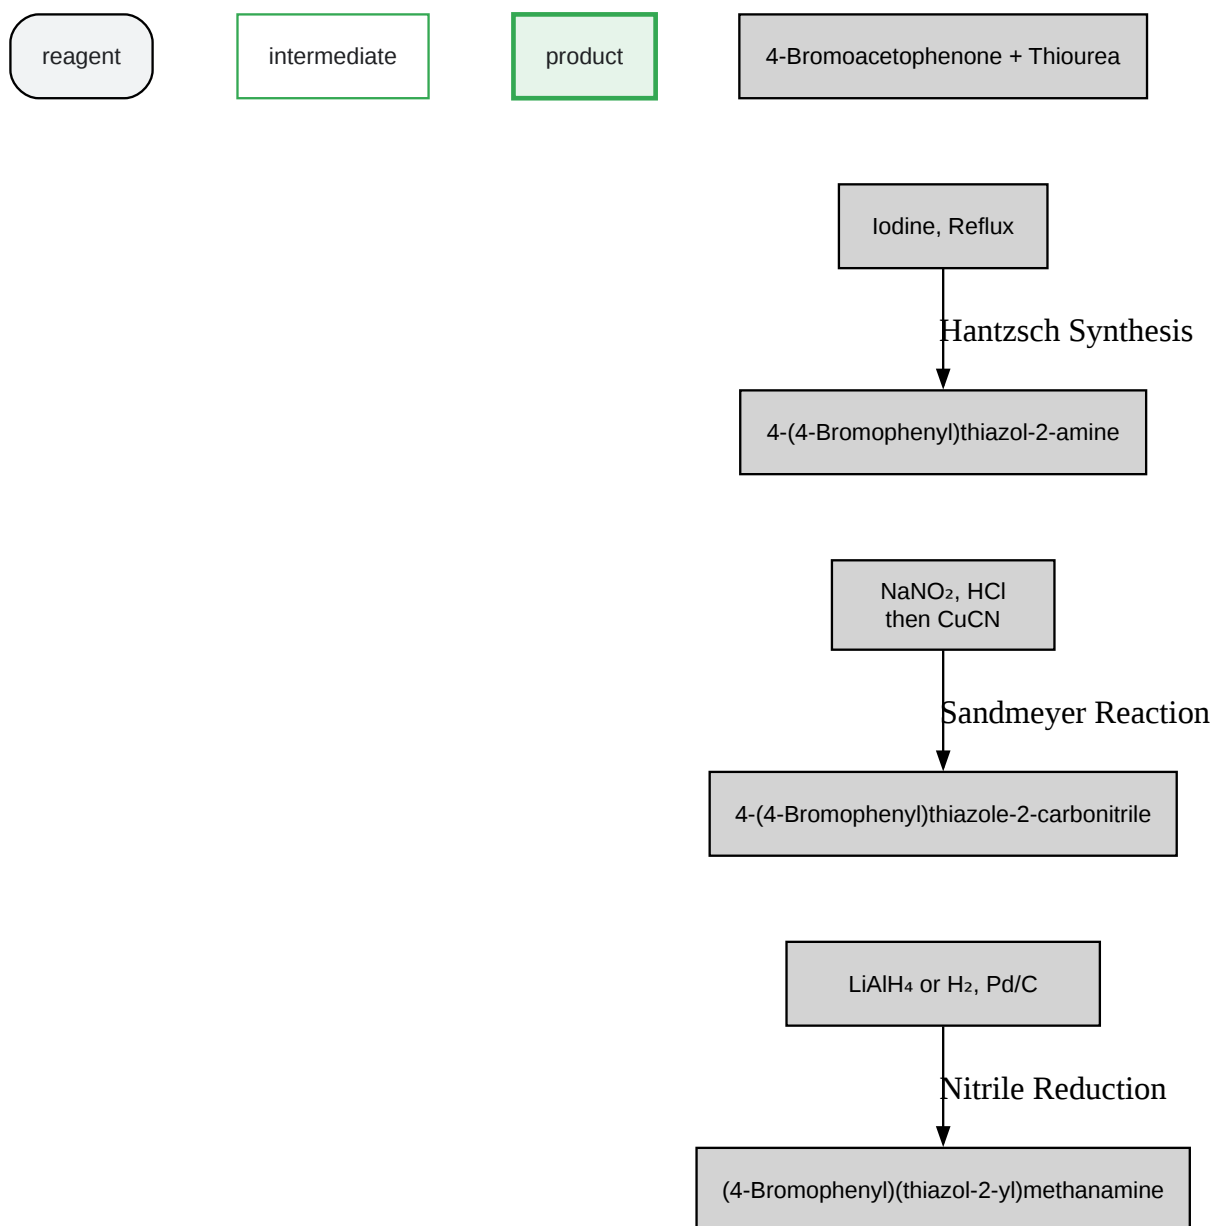 reagent
intermediate
product
4-Bromoacetophenone + Thiourea
Iodine, Reflux
Hantzsch Synthesis
4-(4-Bromophenyl)thiazol-2-amine
NaNO₂, HCl
then CuCN
Sandmeyer Reaction
4-(4-Bromophenyl)thiazole-2-carbonitrile
LiAlH₄ or H₂, Pd/C
Nitrile Reduction
(4-Bromophenyl)(thiazol-2-yl)methanamine